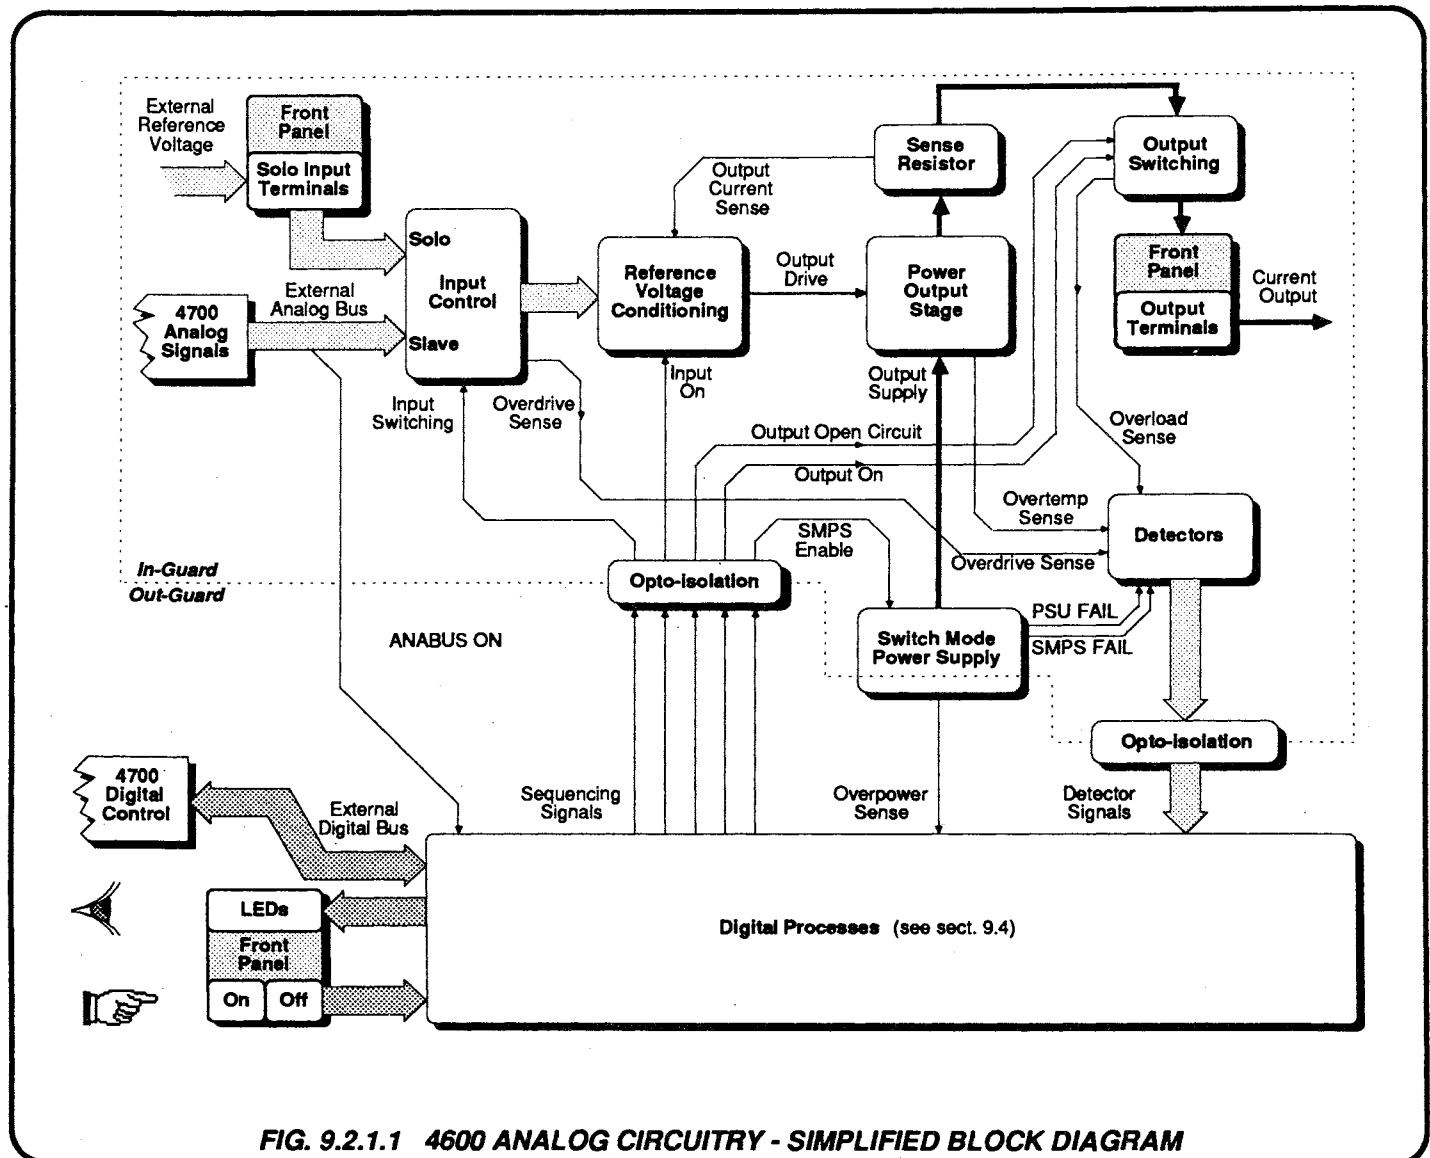 External
Reference
Voltage
Front
Panel
Solo Input
Terminals
Sense
Resistor
Output
Switching
Output
Current
Sense
Solo
Input
Control
Slave
Reference
Voltage
Conditioning
Output
Drive
Power
Output
Stage
Front
Panel
Output
Terminals
Current
Output
4700
Analog
Signals
External
Analog Bus
Input
Switching
Overdrive
Sense
Input
On
Output
Supply
Output Open Circuit
Output On
Overload
Sense
Overtemp
Sense
Detectors
SMPS
Enable
Overdrive Sense
In-Guard
Out-Guard
Opto-isolation
ANABUS ON
Switch Mode
Power Supply
PSU FAIL
SMPS FAIL
Opto-isolation
4700
Digital
Control
External
Digital Bus
Sequencing
Signals
Overpower
Sense
Detector
Signals
LEDs
Front
Panel
On
Off
Digital Processes (see sect. 9.4)
FIG. 9.2.1.1 4600 ANALOG CIRCUITRY - SIMPLIFIED BLOCK DIAGRAM